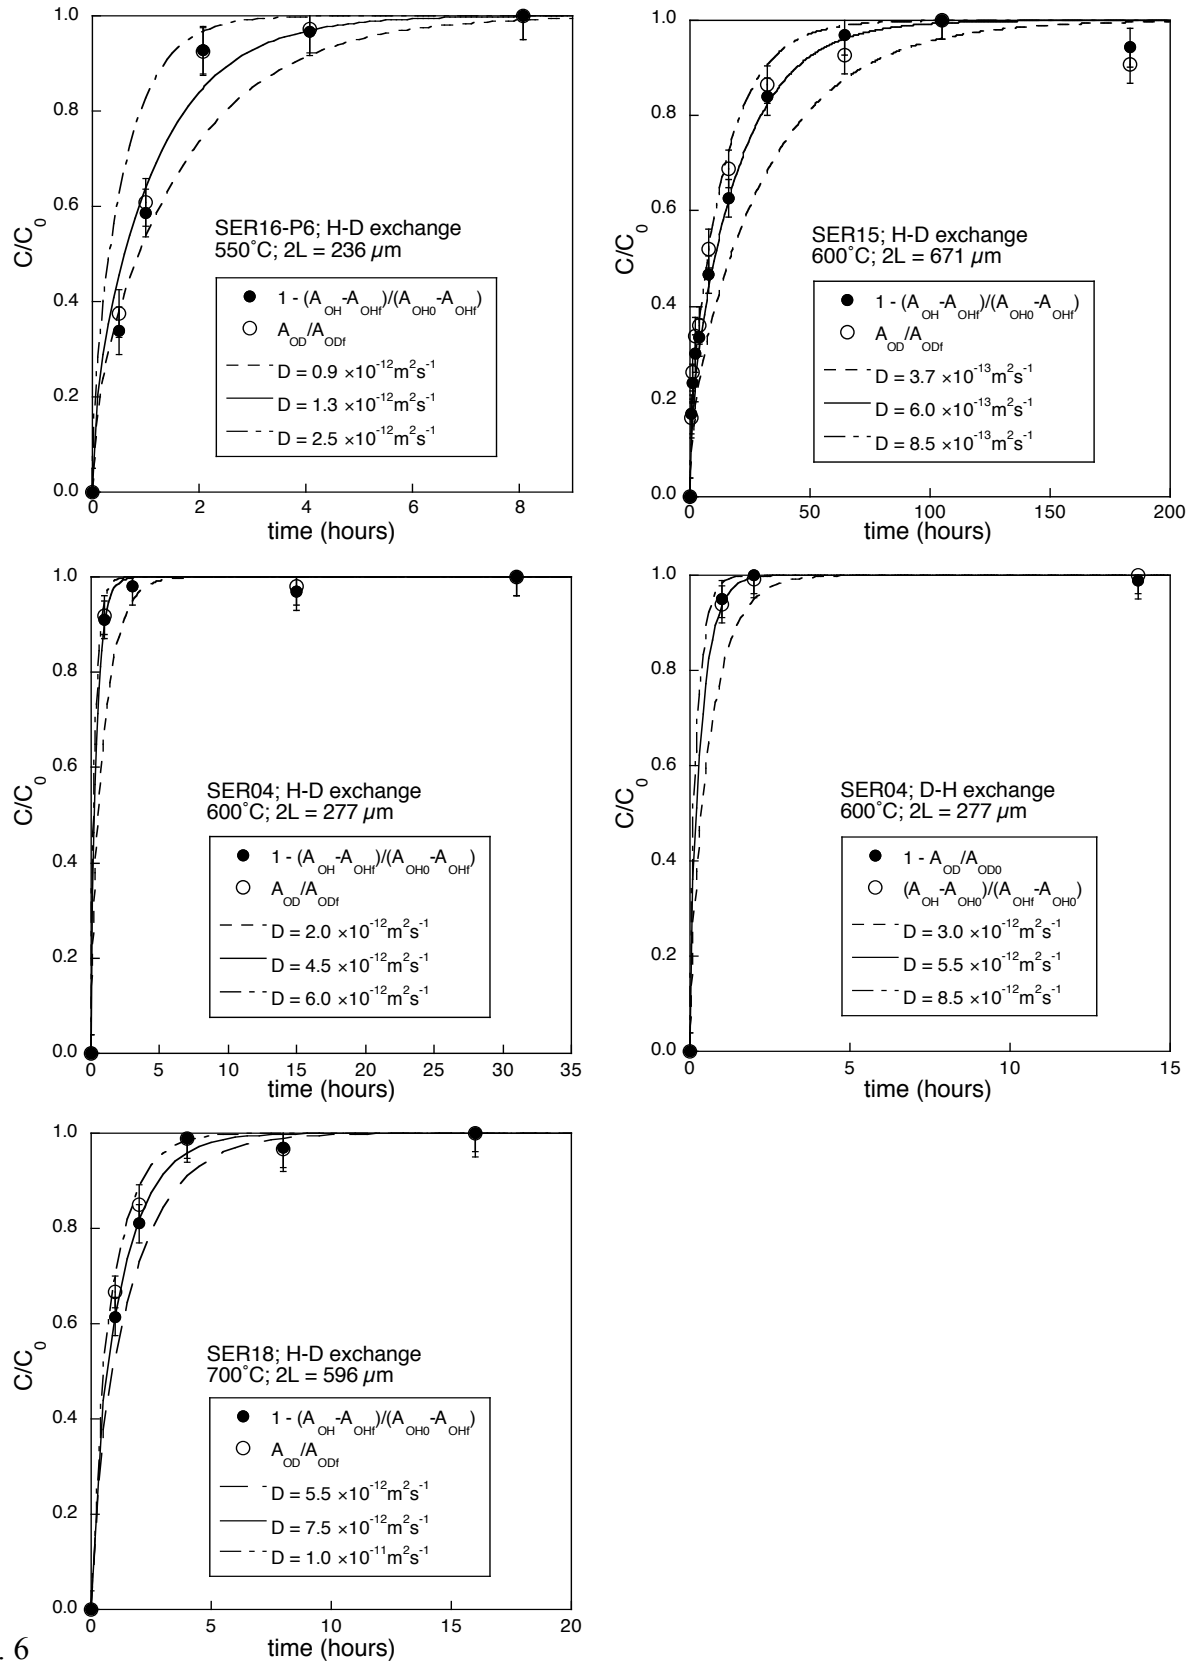 1.0
0.8
0.6
0.4
0.2
0.0
C/C0
SER16-P6; H-D exchange
550˚C; 2L = 236 µm
1 - (AOH-AOHf)/(AOH0-AOHf)
AOD/AODf
D = 0.9 ×10-12m2s-1
D = 1.3 ×10-12m2s-1
D = 2.5 ×10-12m2s-1
0 2 4 6 8
time (hours)
1.0
0.8
0.6
0.4
0.2
0.0
C/C0
SER15; H-D exchange
600˚C; 2L = 671 µm
1 - (AOH-AOHf)/(AOH0-AOHf)
AOD/AODf
D = 3.7 ×10-13m2s-1
D = 6.0 ×10-13m2s-1
D = 8.5 ×10-13m2s-1
0 50 100 150 200
time (hours)
1.0
0.8
0.6
0.4
0.2
0.0
C/C0
SER04; H-D exchange
600˚C; 2L = 277 µm
1 - (AOH-AOHf)/(AOH0-AOHf)
AOD/AODf
D = 2.0 ×10-12m2s-1
D = 4.5 ×10-12m2s-1
D = 6.0 ×10-12m2s-1
0 5 10 15 20 25 30 35
time (hours)
1.0
0.8
0.6
0.4
0.2
0.0
C/C0
SER04; D-H exchange
600˚C; 2L = 277 µm
1 - AOD/AOD0
(AOH-AOH0)/(AOHf-AOH0)
D = 3.0 ×10-12m2s-1
D = 5.5 ×10-12m2s-1
D = 8.5 ×10-12m2s-1
0 5 10 15
time (hours)
1.0
0.8
0.6
0.4
0.2
0.0
C/C0
SER18; H-D exchange
700˚C; 2L = 596 µm
1 - (AOH-AOHf)/(AOH0-AOHf)
AOD/AODf
D = 5.5 ×10-12m2s-1
D = 7.5 ×10-12m2s-1
D = 1.0 ×10-11m2s-1
0 5 10 15 20
time (hours)
. 6